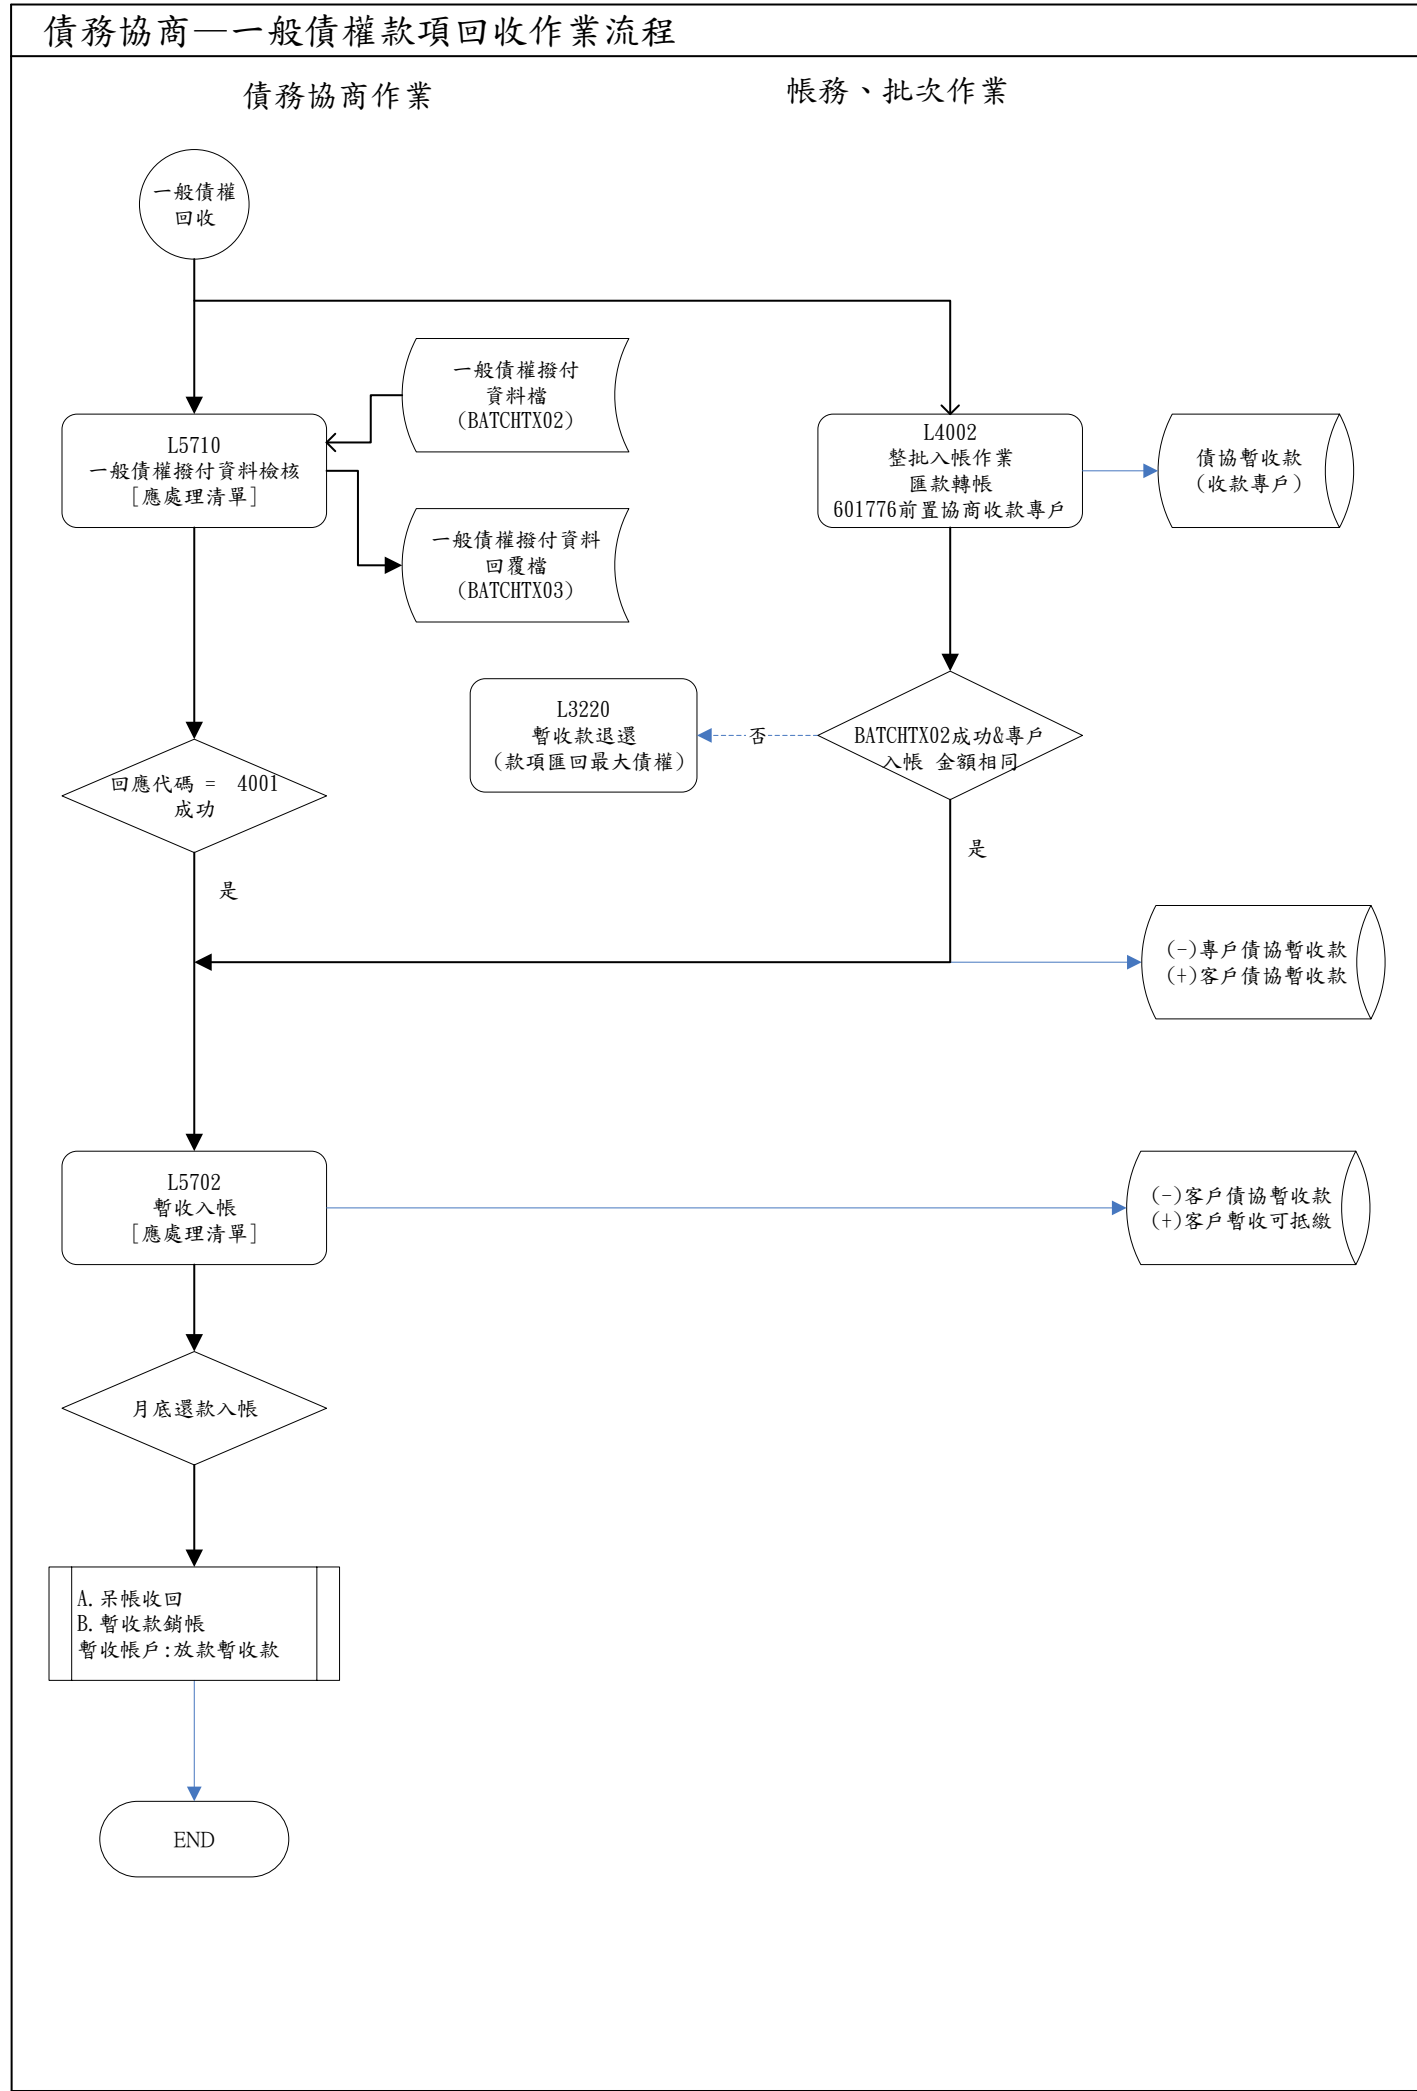 債務協商—一般債權款項回收作業流程
債務協商作業
帳務、批次作業
一般債權
回收
一般債權撥付
資料檔
(BATCHTX02)
L5710
一般債權撥付資料檢核
[應處理清單]
L4002
整批入帳作業
匯款轉帳
601776前置協商收款專戶
債協暫收款
(收款專戶)
一般債權撥付資料
回覆檔
(BATCHTX03)
L3220
暫收款退還
(款項匯回最大債權)
否
BATCHTX02成功&專戶
入帳 金額相同
回應代碼 = 4001
成功
是
是
(-)專戶債協暫收款
(+)客戶債協暫收款
L5702
暫收入帳
[應處理清單]
(-)客戶債協暫收款
(+)客戶暫收可抵繳
月底還款入帳
A.呆帳收回
B.暫收款銷帳
暫收帳戶:放款暫收款
END